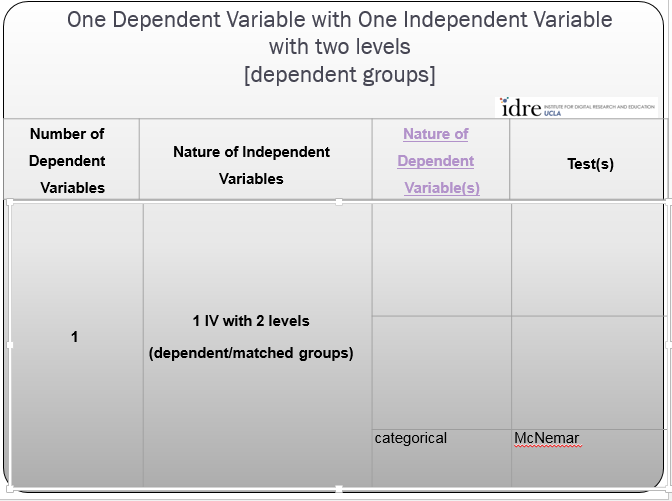 One Dependent Variable with One Independent Variable
with two levels
[dependent groups]
idre INSTITUTE FOR DIGITAL RESEARCH AND EDUCATION
UCLA
Number of
Dependent
Variables
Nature of Independent
Variables
Nature of
Dependent
Variable(s)
Test(s)
1
1 IV with 2 levels
(dependent/matched groups)
categorical
McNemar